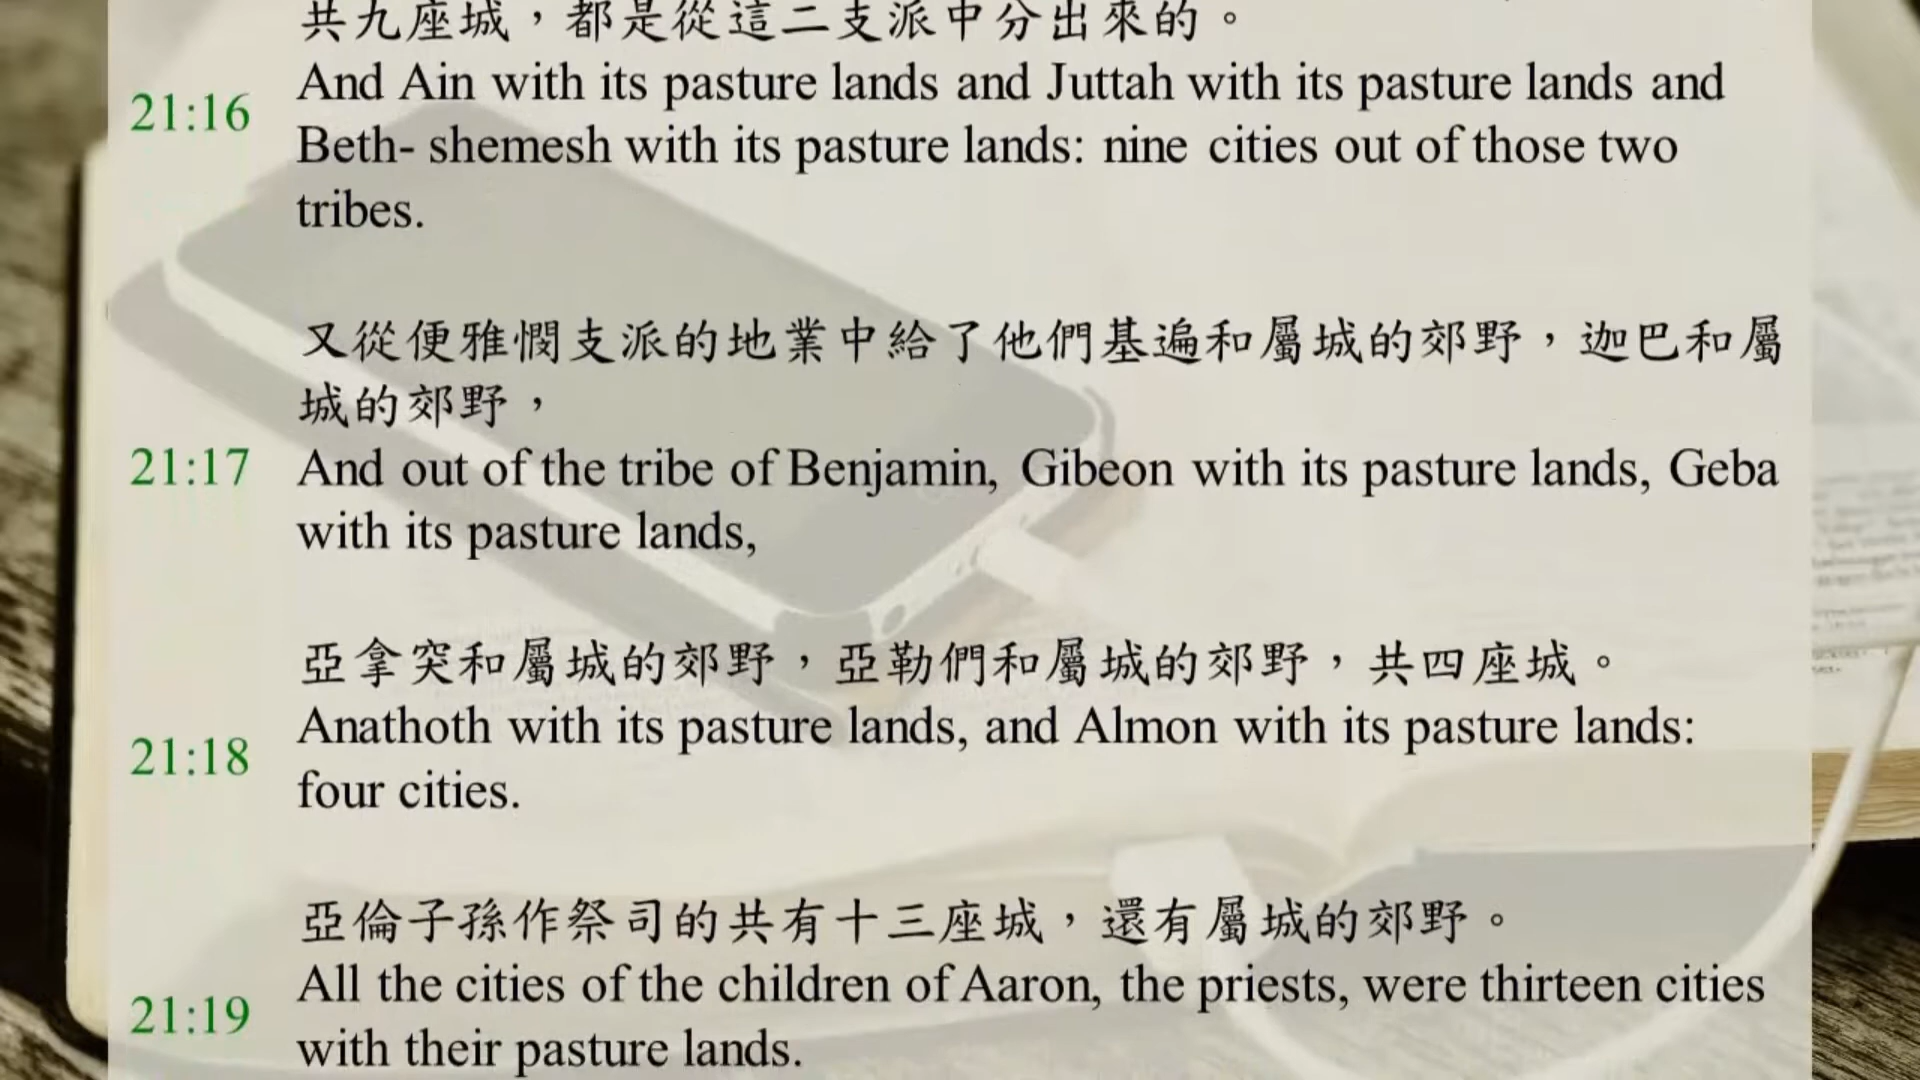 共九座城，都是從這二支派中分出來的。
21:16
And Ain with its pasture lands and Juttah with its pasture lands and
Beth- shemesh with its pasture lands: nine cities out of those two
tribes.
又從便雅憫支派的地業中給了他們基遍和屬城的郊野，迦巴和屬
城的郊野，
21:17
And out of the tribe of Benjamin, Gibeon with its pasture lands, Geba
with its pasture lands,
亞拿突和屬城的郊野，亞勒們和屬城的郊野，共四座城。
21:18
Anathoth with its pasture lands, and Almon with its pasture lands:
four cities.
亞倫子孫作祭司的共有十三座城，還有屬城的郊野。
21:19
All the cities of the children of Aaron, the priests, were thirteen cities
with their pasture lands.